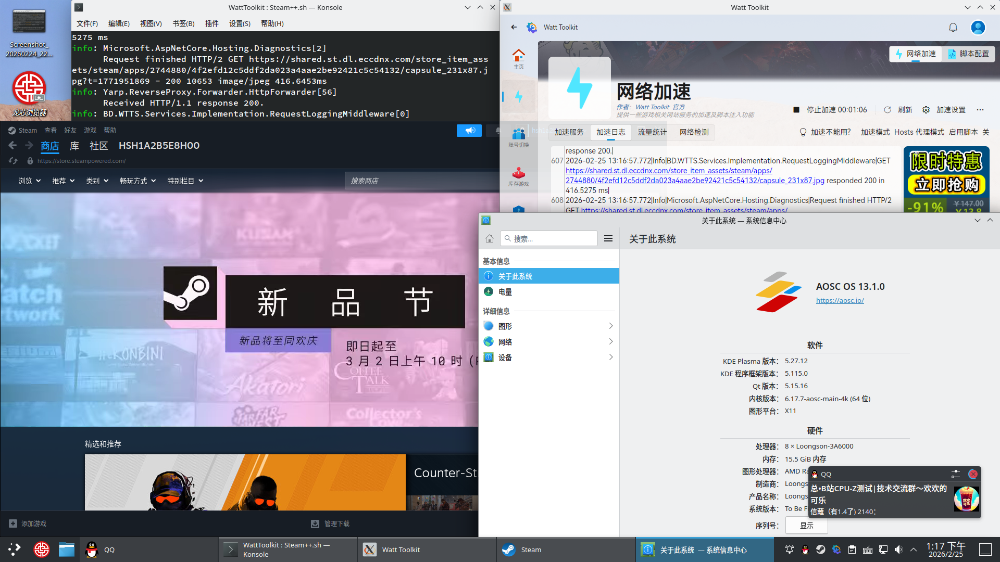 Screenshot_
20260224_22...
龙芯浏览器
WattToolkit : Steam++.sh — Konsole
文件(F) 编辑(E) 视图(V) 书签(B) 插件 设置(S) 帮助(H)
5275 ms
info: Microsoft.AspNetCore.Hosting.Diagnostics[2]
Request finished HTTP/2 GET https://shared.st.dl.eccdnx.com/store_item_ass
ets/steam/apps/2744880/4f2efd12c5ddf2da023a4aae2be92421c5c54132/capsule_231x87.j
pg?t=1771951869 - 200 10653 image/jpeg 416.6453ms
info: Yarp.ReverseProxy.Forwarder.HttpForwarder[56]
Received HTTP/1.1 response 200.
info: BD.WTTS.Services.Implementation.RequestLoggingMiddleware[0]
Watt Toolkit
Watt Toolkit
主页
账号切换
库存游戏
网络加速 脚本配置
网络加速
作者: Watt Toolkit 官方
提供一些游戏相关网站服务的加速及脚本注入功能
停止加速 00:01:06 刷新 加速设置 ...
加速服务 加速日志 流量统计 网络检测
加速不能用? 加速模式 Hosts 代理模式 启用脚本 关
response 200.|
607 2026-02-25 13:16:57.772|Info|BD.WTTS.Services.Implementation.RequestLoggingMiddleware|GET
https://shared.st.dl.eccdnx.com/store_item_assets/steam/apps/
2744880/4f2efd12c5ddf2da023a4aae2be92421c5c54132/capsule_231x87.jpg responded 200 in
416.5275 ms|
608 2026-02-25 13:16:57.772|Info|Microsoft.AspNetCore.Hosting.Diagnostics|Request finished HTTP/2
GET https://shared.st.dl.eccdnx.com/store_item_assets/steam/apps/
限时特惠
立即抢购
-91% ¥147.00
Steam 查看 好友 游戏 帮助
商店 库 社区 HSH1A2B5E8H00
https://store.steampowered.com/
浏览 推荐 类别 畅玩方式 特别栏目
搜索商店
KUSAN
atch
twork
KONBINI
Akatori
COFFEE
TALK
Collector's
新 品 节
新品将至同欢庆
即日起至
3 月 2 日上午 10 时 (
精选和推荐
Counter-St
添加游戏 管理下载
关于此系统 — 系统信息中心
搜索...
关于此系统
基本信息
关于此系统
电量
详细信息
图形
网络
设备
AOSC OS 13.1.0
https://aosc.io/
软件
KDE Plasma 版本: 5.27.12
KDE 程序框架版本: 5.115.0
Qt 版本: 5.15.16
内核版本: 6.17.7-aosc-main-4k (64 位)
图形平台: X11
硬件
处理器: 8 × Loongson-3A6000
内存: 15.5 GiB 内存
图形处理器: AMD Ra
制造商: Loongs
产品名称: Loongs
系统版本: To Be F
序列号: 显示
QQ
总•B站CPU-Z测试|技术交流群～欢欢的
可乐
信蘸（有1.4了) 2140:
欢欢
可乐
QQ
WattToolkit : Steam++.sh — Konsole
Watt Toolkit
Steam
关于此系统 — 系统信息中心
1:17 下午
2026/2/25